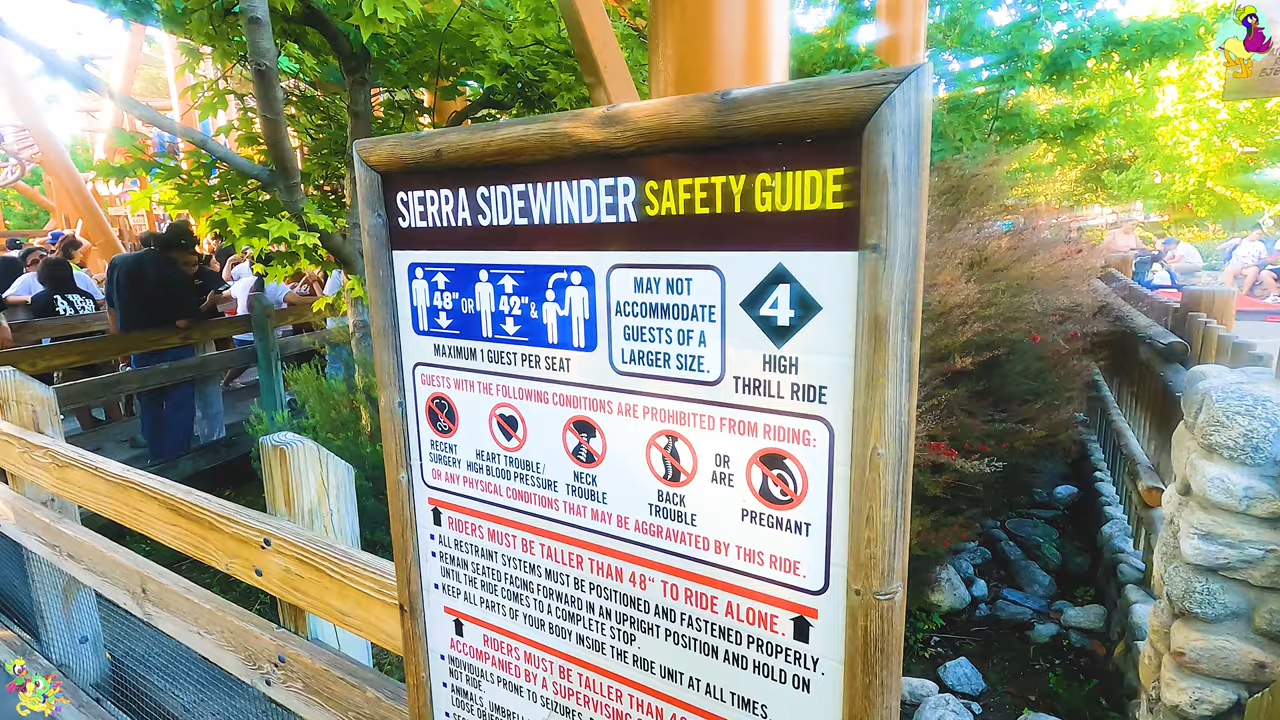 SIERRA SIDEWINDER SAFETY GUIDE
48" OR 42" &
MAXIMUM 1 GUEST PER SEAT
MAY NOT
ACCOMMODATE
GUESTS OF A
LARGER SIZE.
4
HIGH
THRILL RIDE
GUESTS WITH THE FOLLOWING CONDITIONS ARE PROHIBITED FROM RIDING:
RECENT
SURGERY
HEART TROUBLE/
HIGH BLOOD PRESSURE
NECK
TROUBLE
BACK
TROUBLE
OR
ARE
PREGNANT
OR ANY PHYSICAL CONDITIONS THAT MAY BE AGGRAVATED BY THIS RIDE.
RIDERS MUST BE TALLER THAN 48“ TO RIDE ALONE.
▪ ALL RESTRAINT SYSTEMS MUST BE POSITIONED AND FASTENED PROPERLY.
▪ REMAIN SEATED FACING FORWARD IN AN UPRIGHT POSITION AND HOLD ON
UNTIL THE RIDE COMES TO A COMPLETE STOP.
▪ KEEP ALL PARTS OF YOUR BODY INSIDE THE RIDE UNIT AT ALL TIMES.
RIDERS MUST BE TALLER THAN
ACCOMPANIED BY A SUPERVISING
▪ INDIVIDUALS PRONE TO SEIZURES,
NOT RIDE.
▪ ANIMALS,
LOOSE